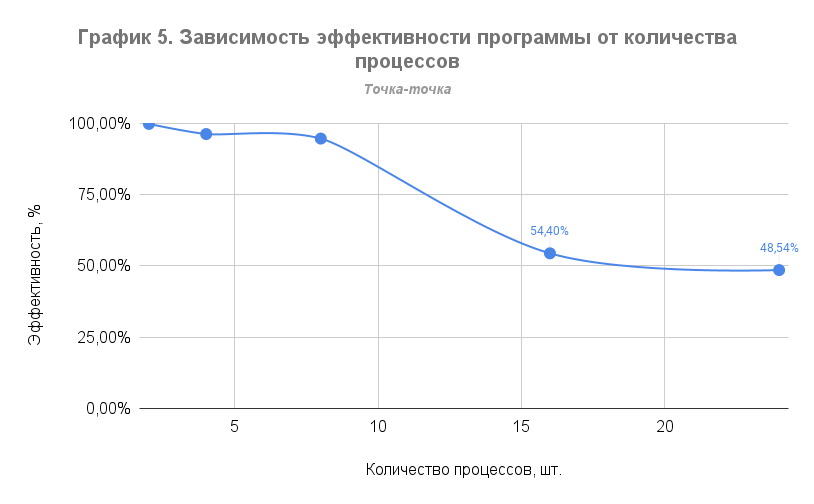 График 5. Зависимость эффективности программы от количества
процессов
Точка-точка
100,00%
75,00%
50,00%
25,00%
0,00%
Эффективность, %
54,40%
48,54%
5
10
15
20
Количество процессов, шт.